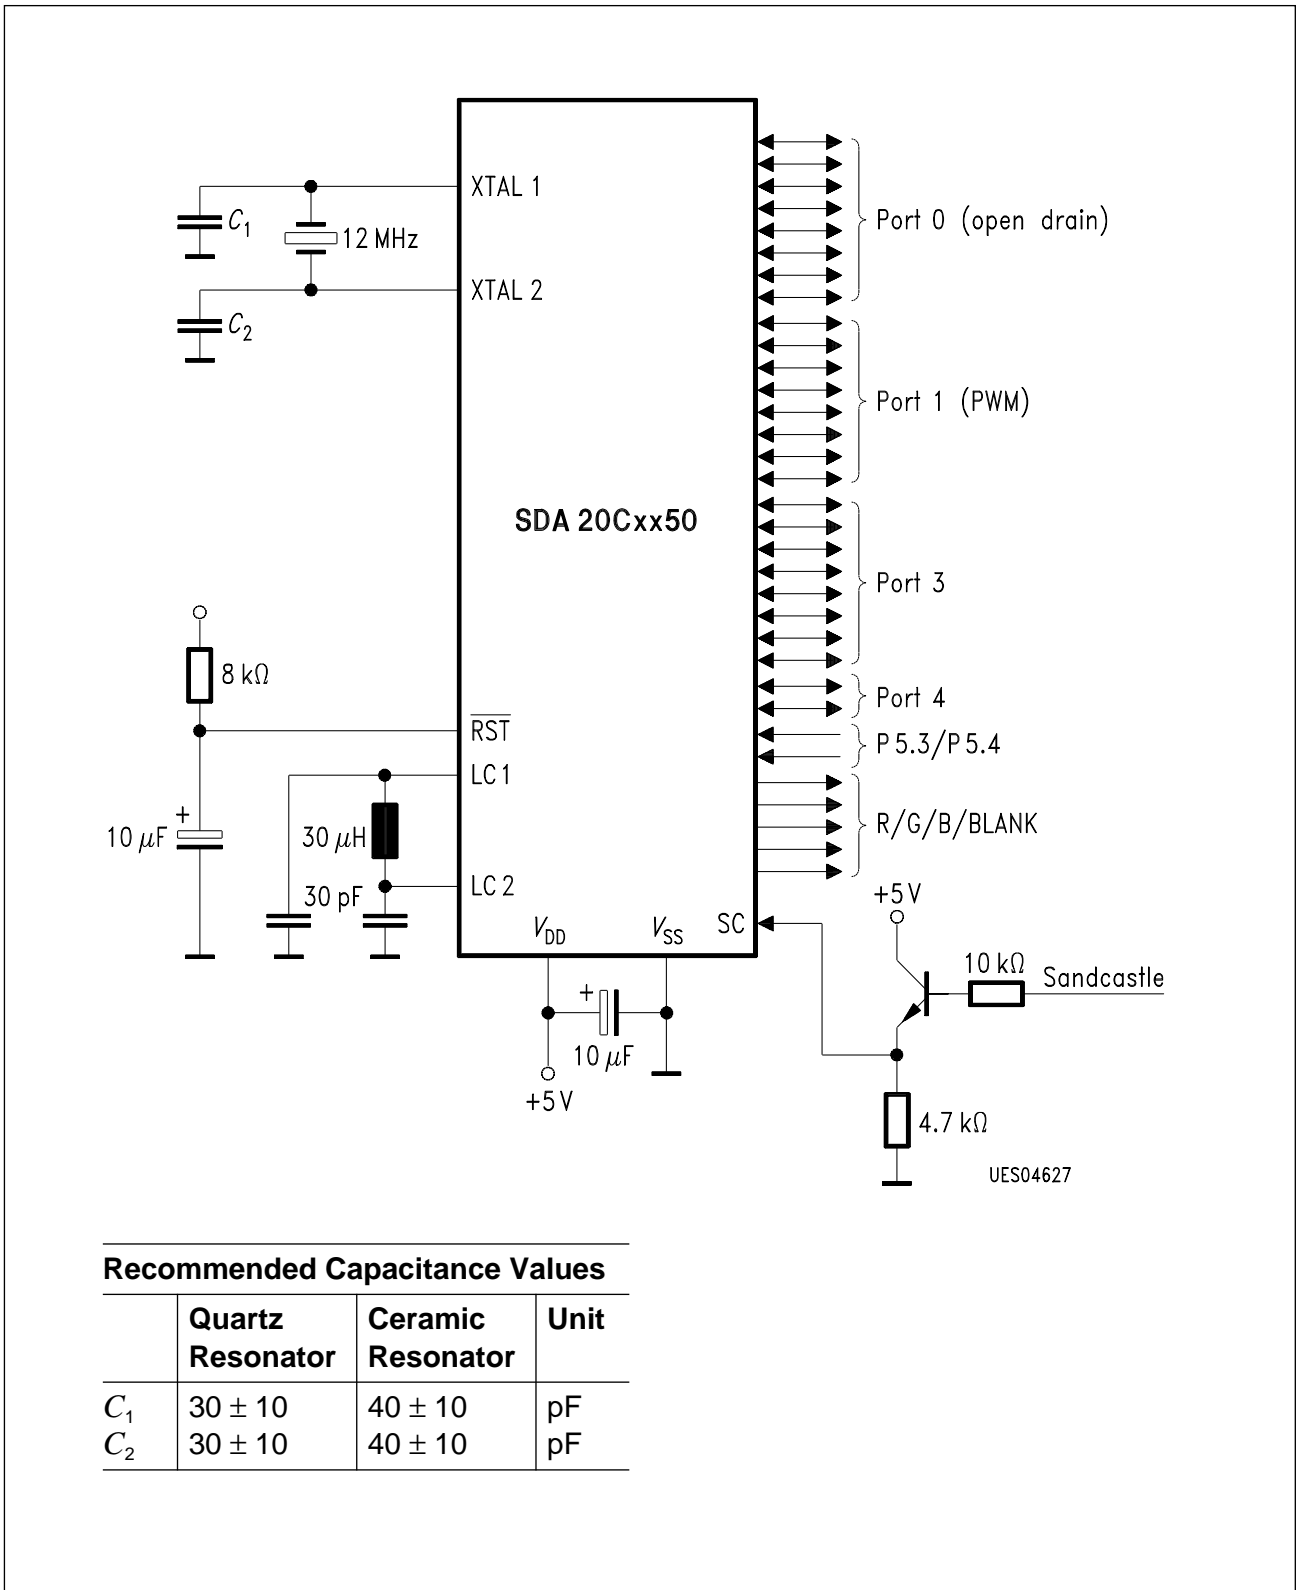 XTAL 1
C1
12 MHz
XTAL 2
C2
Port 0 (open drain)
Port 1 (PWM)
SDA 20Cxx50
Port 3
8 kΩ
Port 4
RST
P 5.3/P 5.4
LC 1
10 µF
+
30 µH
R/G/B/BLANK
LC 2
30 pF
+5 V
VDD
VSS
SC
10 kΩ
Sandcastle
+
10 µF
+5 V
4.7 kΩ
UES04627
Recommended Capacitance Values
Quartz Resonator Ceramic Resonator Unit
C1 30 ± 10 40 ± 10 pF
C2 30 ± 10 40 ± 10 pF